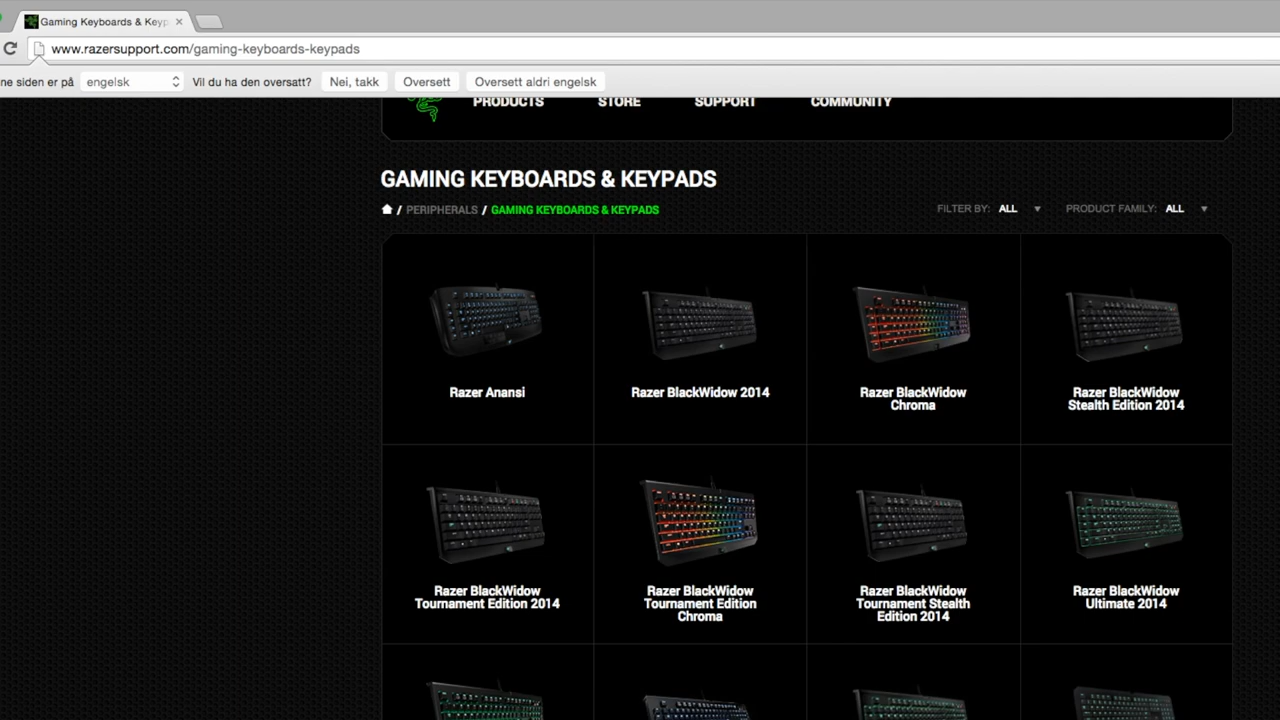 Gaming Keyboards & Keyp
www.razersupport.com/gaming-keyboards-keypads
ne siden er på engelsk Vil du ha den oversatt? Nei, takk Oversett Oversett aldri engelsk
PRODUCTS STORE SUPPORT COMMUNITY
GAMING KEYBOARDS & KEYPADS
/ PERIPHERALS / GAMING KEYBOARDS & KEYPADS
FILTER BY: ALL PRODUCT FAMILY: ALL
Razer Anansi
Razer BlackWidow 2014
Razer BlackWidow
Chroma
Razer BlackWidow
Stealth Edition 2014
Razer BlackWidow
Tournament Edition 2014
Razer BlackWidow
Tournament Edition
Chroma
Razer BlackWidow
Tournament Stealth
Edition 2014
Razer BlackWidow
Ultimate 2014